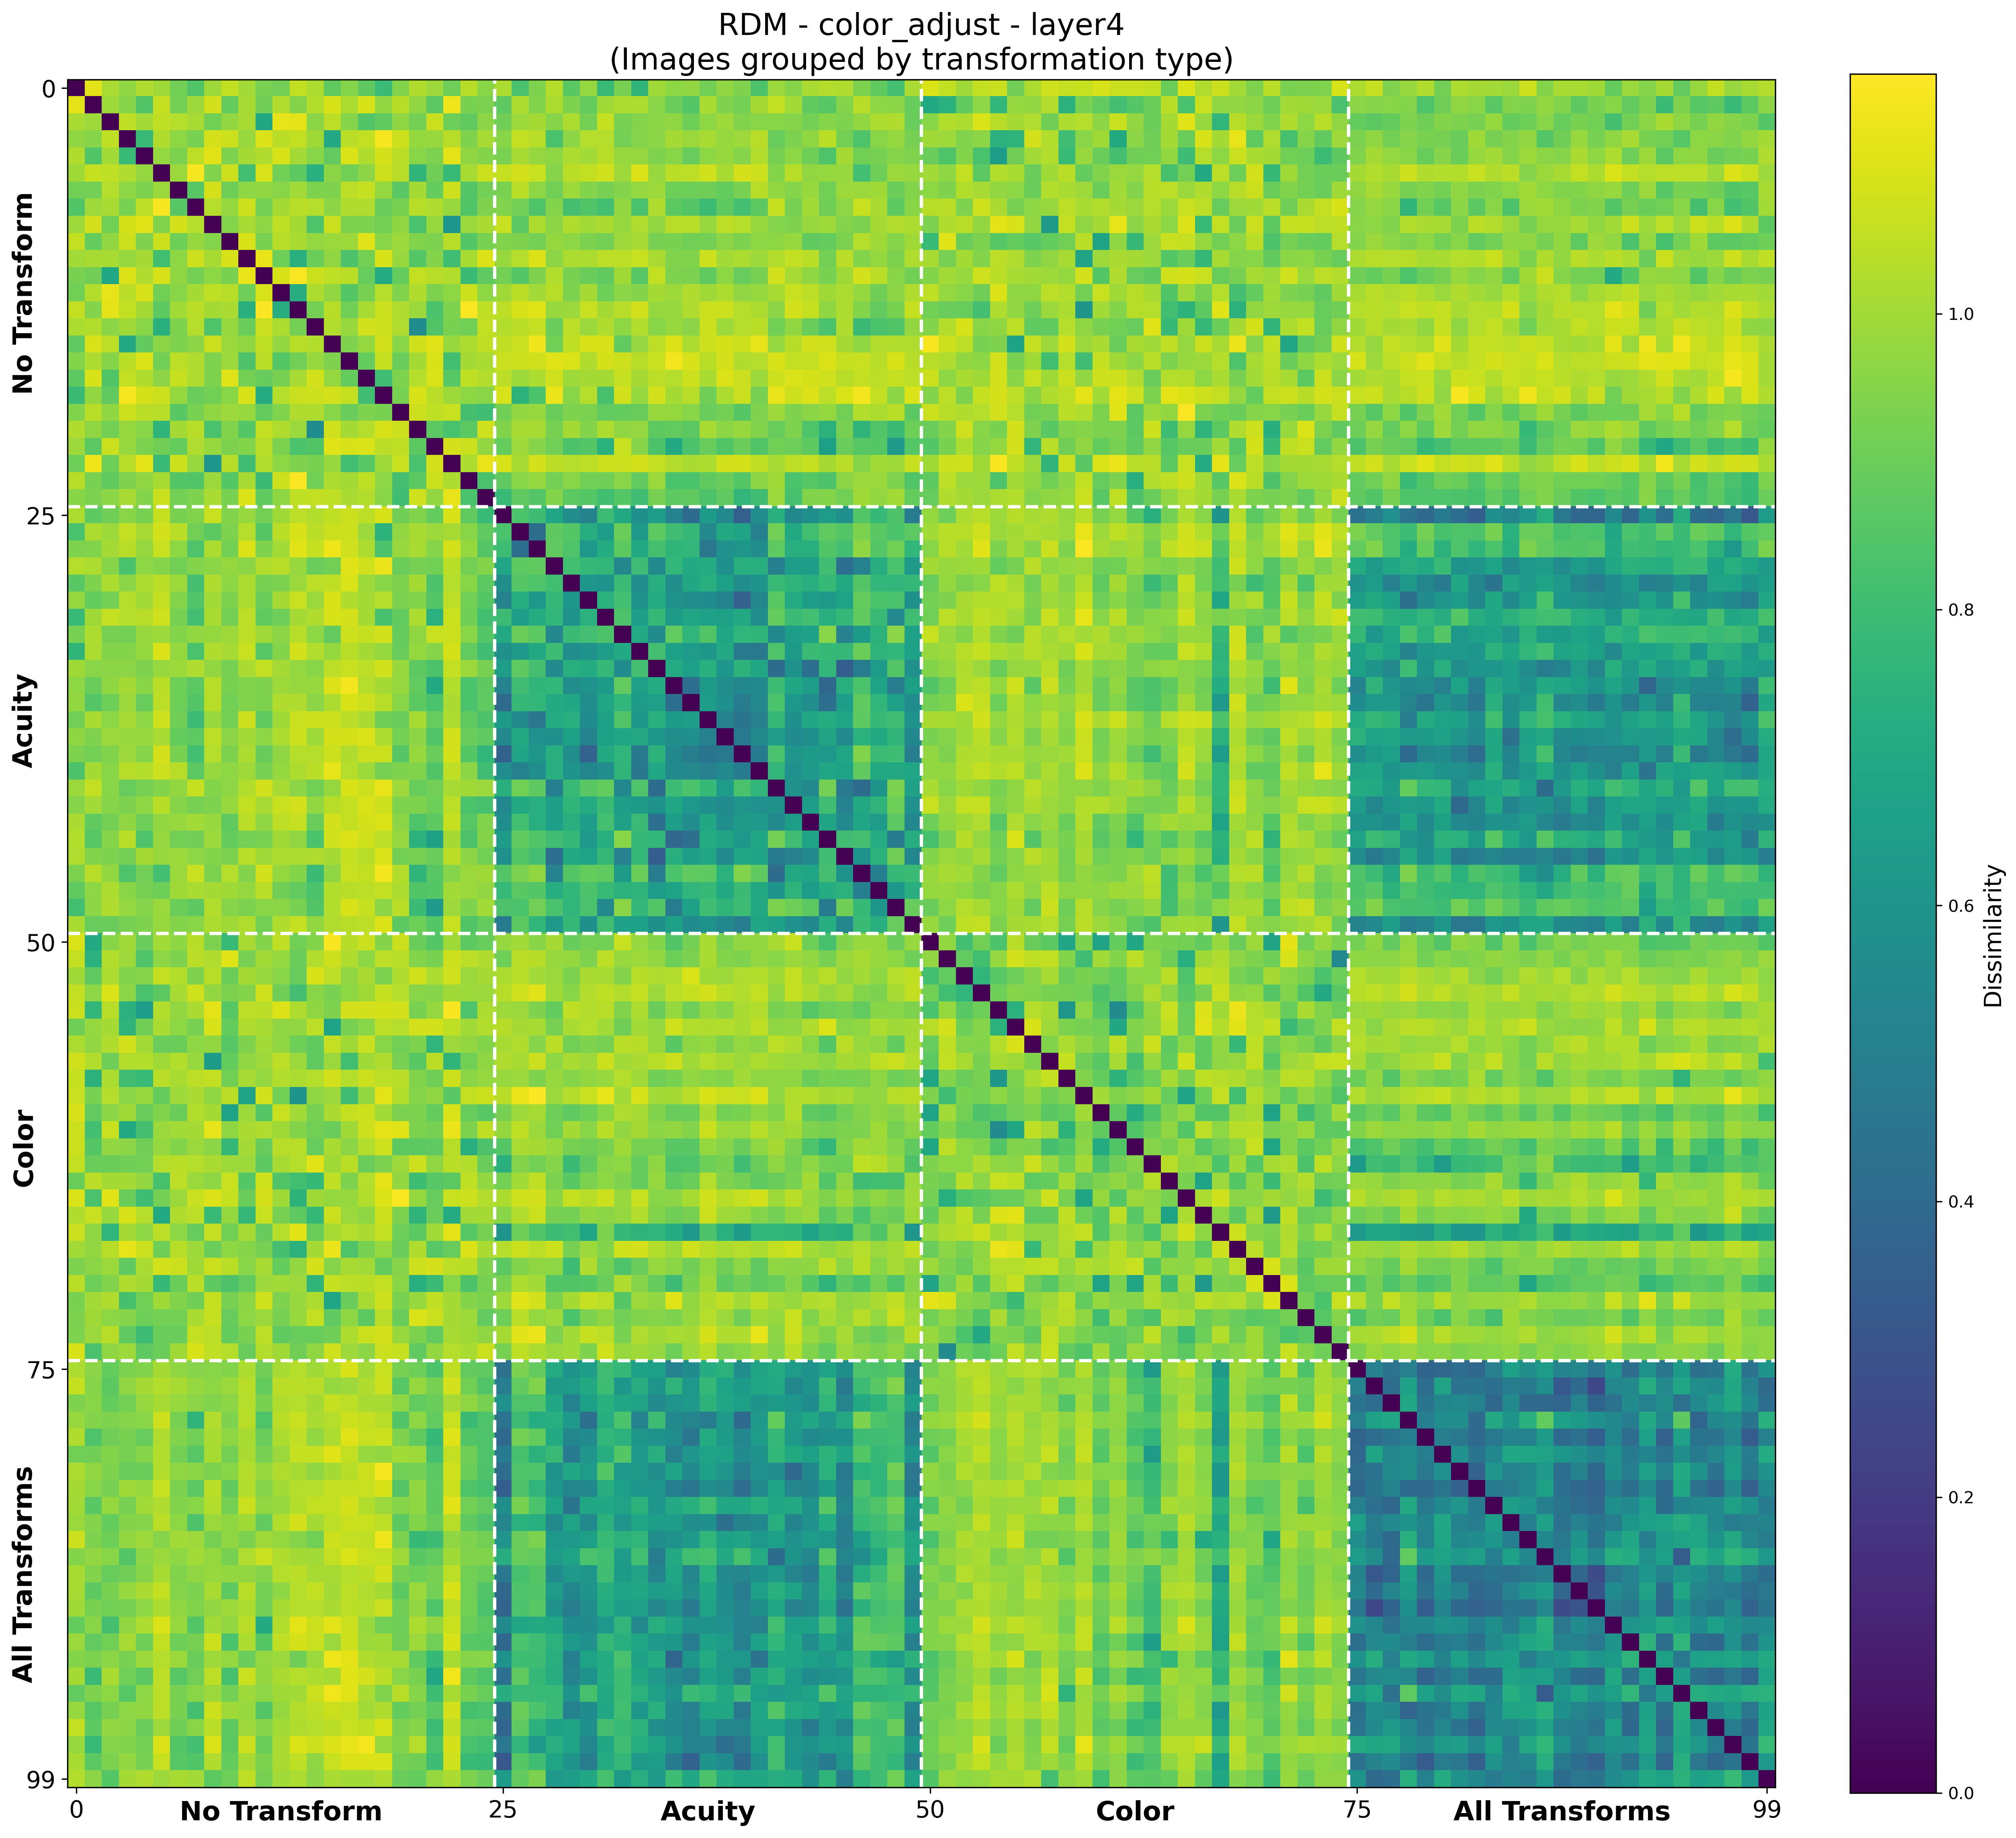 RDM - color_adjust - layer4
(Images grouped by transformation type)
0
25
50
75
99
No Transform
Acuity
Color
All Transforms
0
25
50
75
99
No Transform
Acuity
Color
All Transforms
1.0
0.8
0.6
0.4
0.2
0.0
Dissimilarity